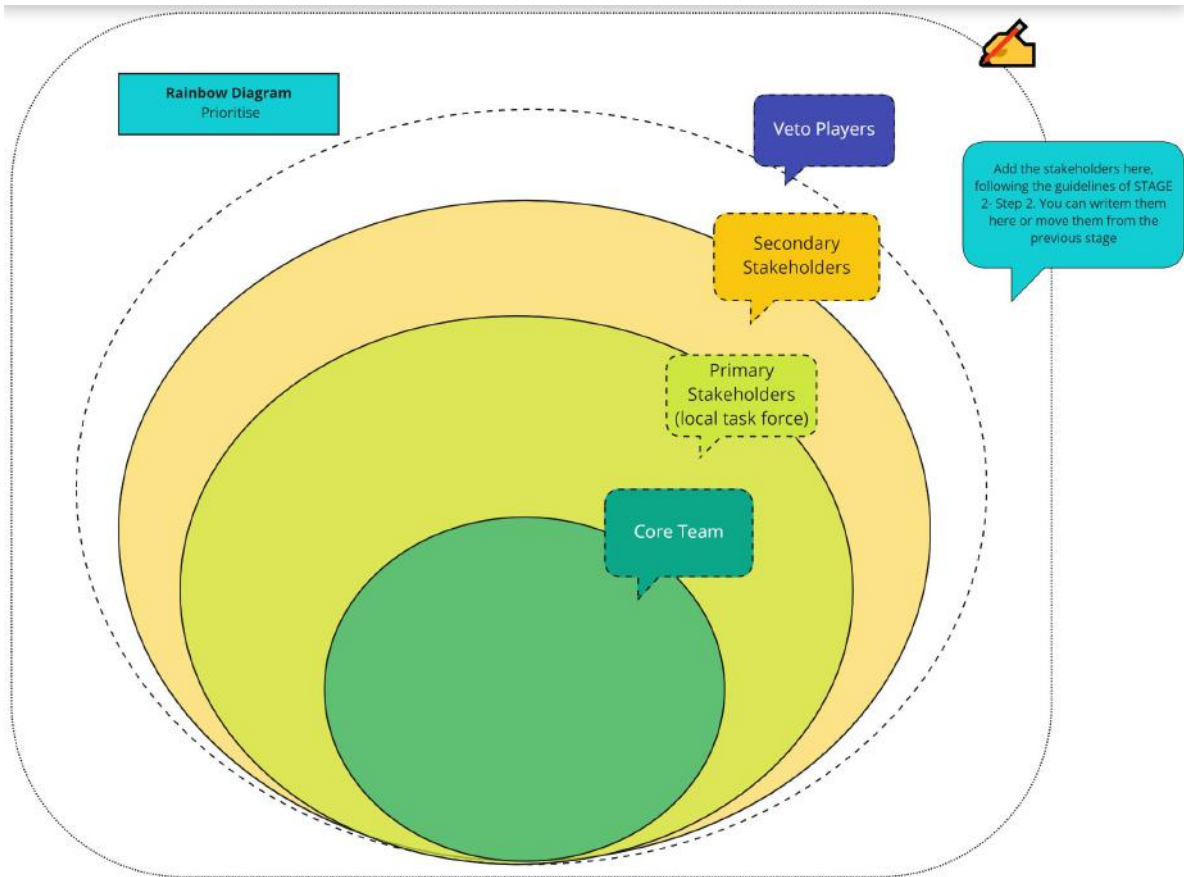 Rainbow Diagram
Prioritise
Veto Players
Add the stakeholders here,
following the guidelines of STAGE
2- Step 2. You can writem them
here or move them from the
previous stage
Secondary
Stakeholders
Primary
Stakeholders
(local task force)
Core Team